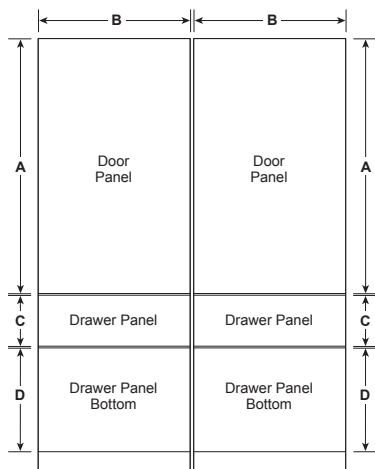 B B
A Door Door A
Panel Panel
C Drawer Panel Drawer Panel C
Drawer Panel Drawer Panel
D Bottom Bottom D